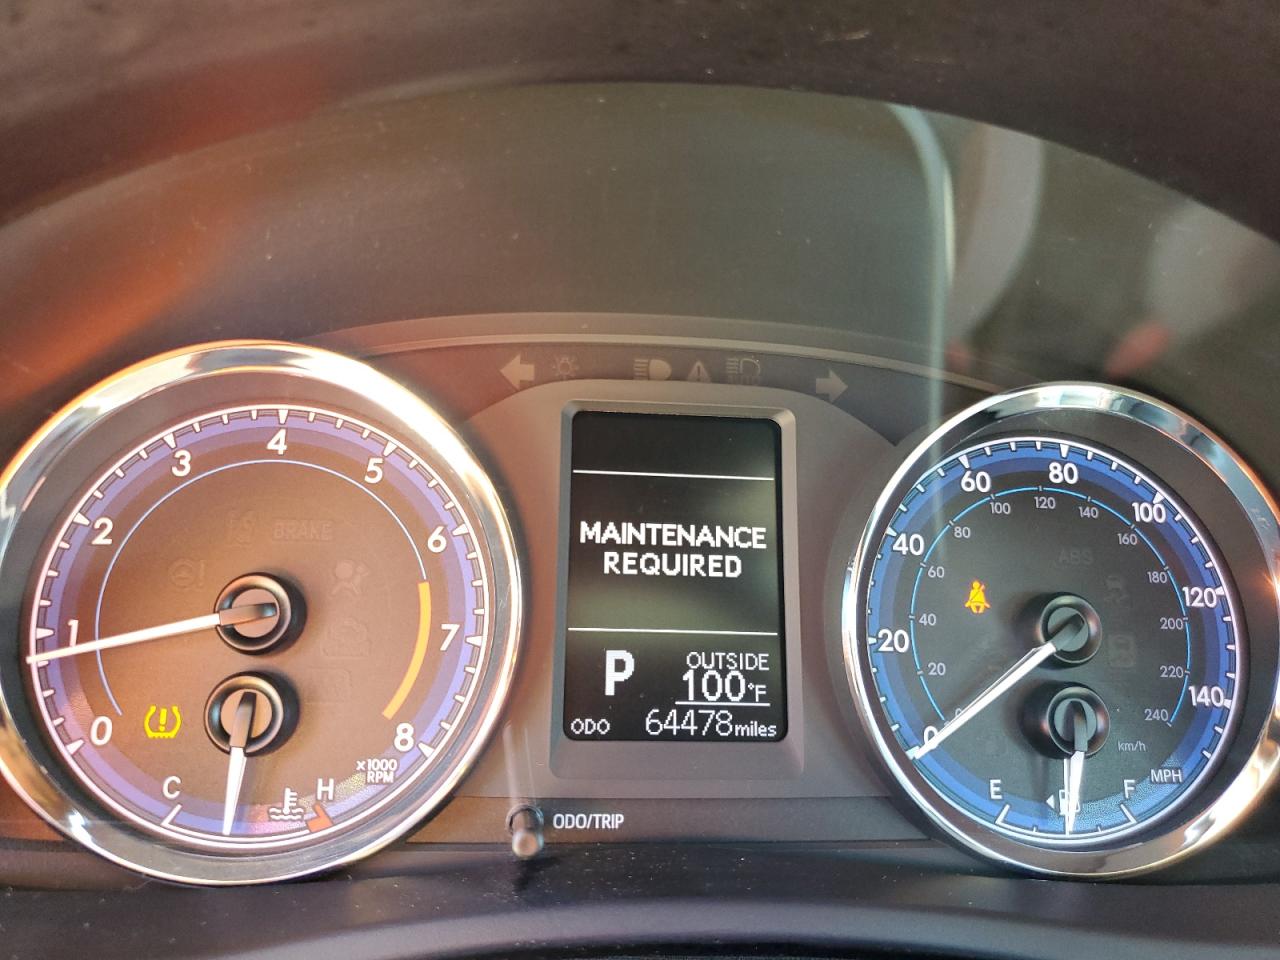 BRAKE
0
1
2
3
4
5
6
7
8
x1000
RPM
C
H
MAINTENANCE
REQUIRED
P
OUTSIDE
100°F
ODO 64478 miles
ODO/TRIP
ABS
0
20
40
60
80
100
120
140
MPH
20
40
60
80
100
120
140
160
180
200
220
240
km/h
E
F